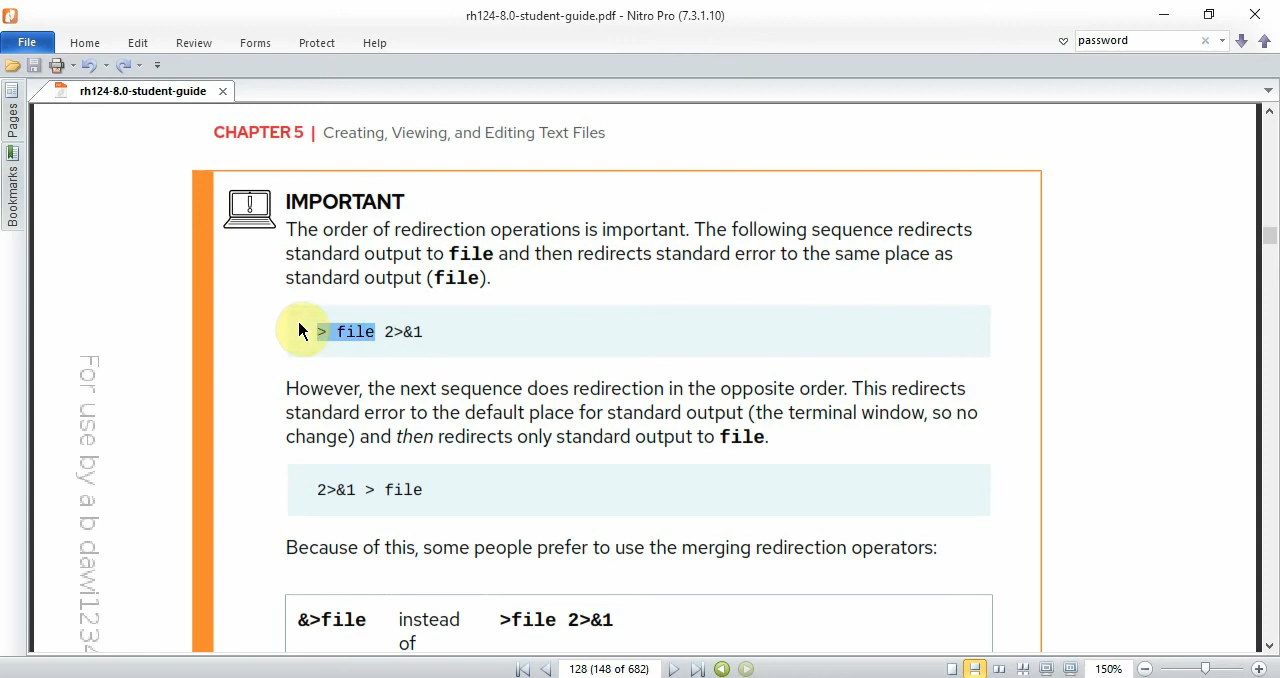 rh124-8.0-student-guide.pdf - Nitro Pro (7.3.1.10)
File Home Edit Review Forms Protect Help
password
rh124-8.0-student-guide
Pages
Bookmarks
CHAPTER 5 | Creating, Viewing, and Editing Text Files
IMPORTANT
The order of redirection operations is important. The following sequence redirects
standard output to file and then redirects standard error to the same place as
standard output (file).
> file 2>&1
However, the next sequence does redirection in the opposite order. This redirects
standard error to the default place for standard output (the terminal window, so no
change) and then redirects only standard output to file.
2>&1 > file
Because of this, some people prefer to use the merging redirection operators:
&>file instead >file 2>&1
of
For use by a b dawi1234
128 (148 of 682)
150%